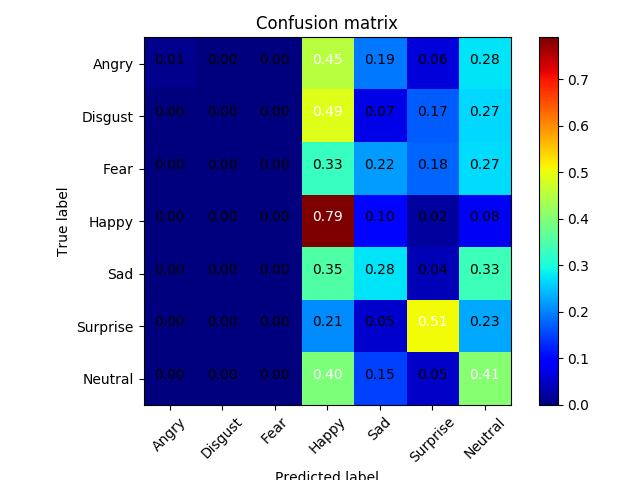 Confusion matrix
True label
Angry 0.01 0.00 0.00 0.45 0.19 0.06 0.28
Disgust 0.00 0.00 0.00 0.49 0.07 0.17 0.27
Fear 0.00 0.00 0.00 0.33 0.22 0.18 0.27
Happy 0.00 0.00 0.00 0.79 0.10 0.02 0.08
Sad 0.00 0.00 0.00 0.35 0.28 0.04 0.33
Surprise 0.00 0.00 0.00 0.21 0.05 0.51 0.23
Neutral 0.00 0.00 0.00 0.40 0.15 0.05 0.41
Angry Disgust Fear Happy Sad Surprise Neutral
Predicted label
0.7
0.6
0.5
0.4
0.3
0.2
0.1
0.0